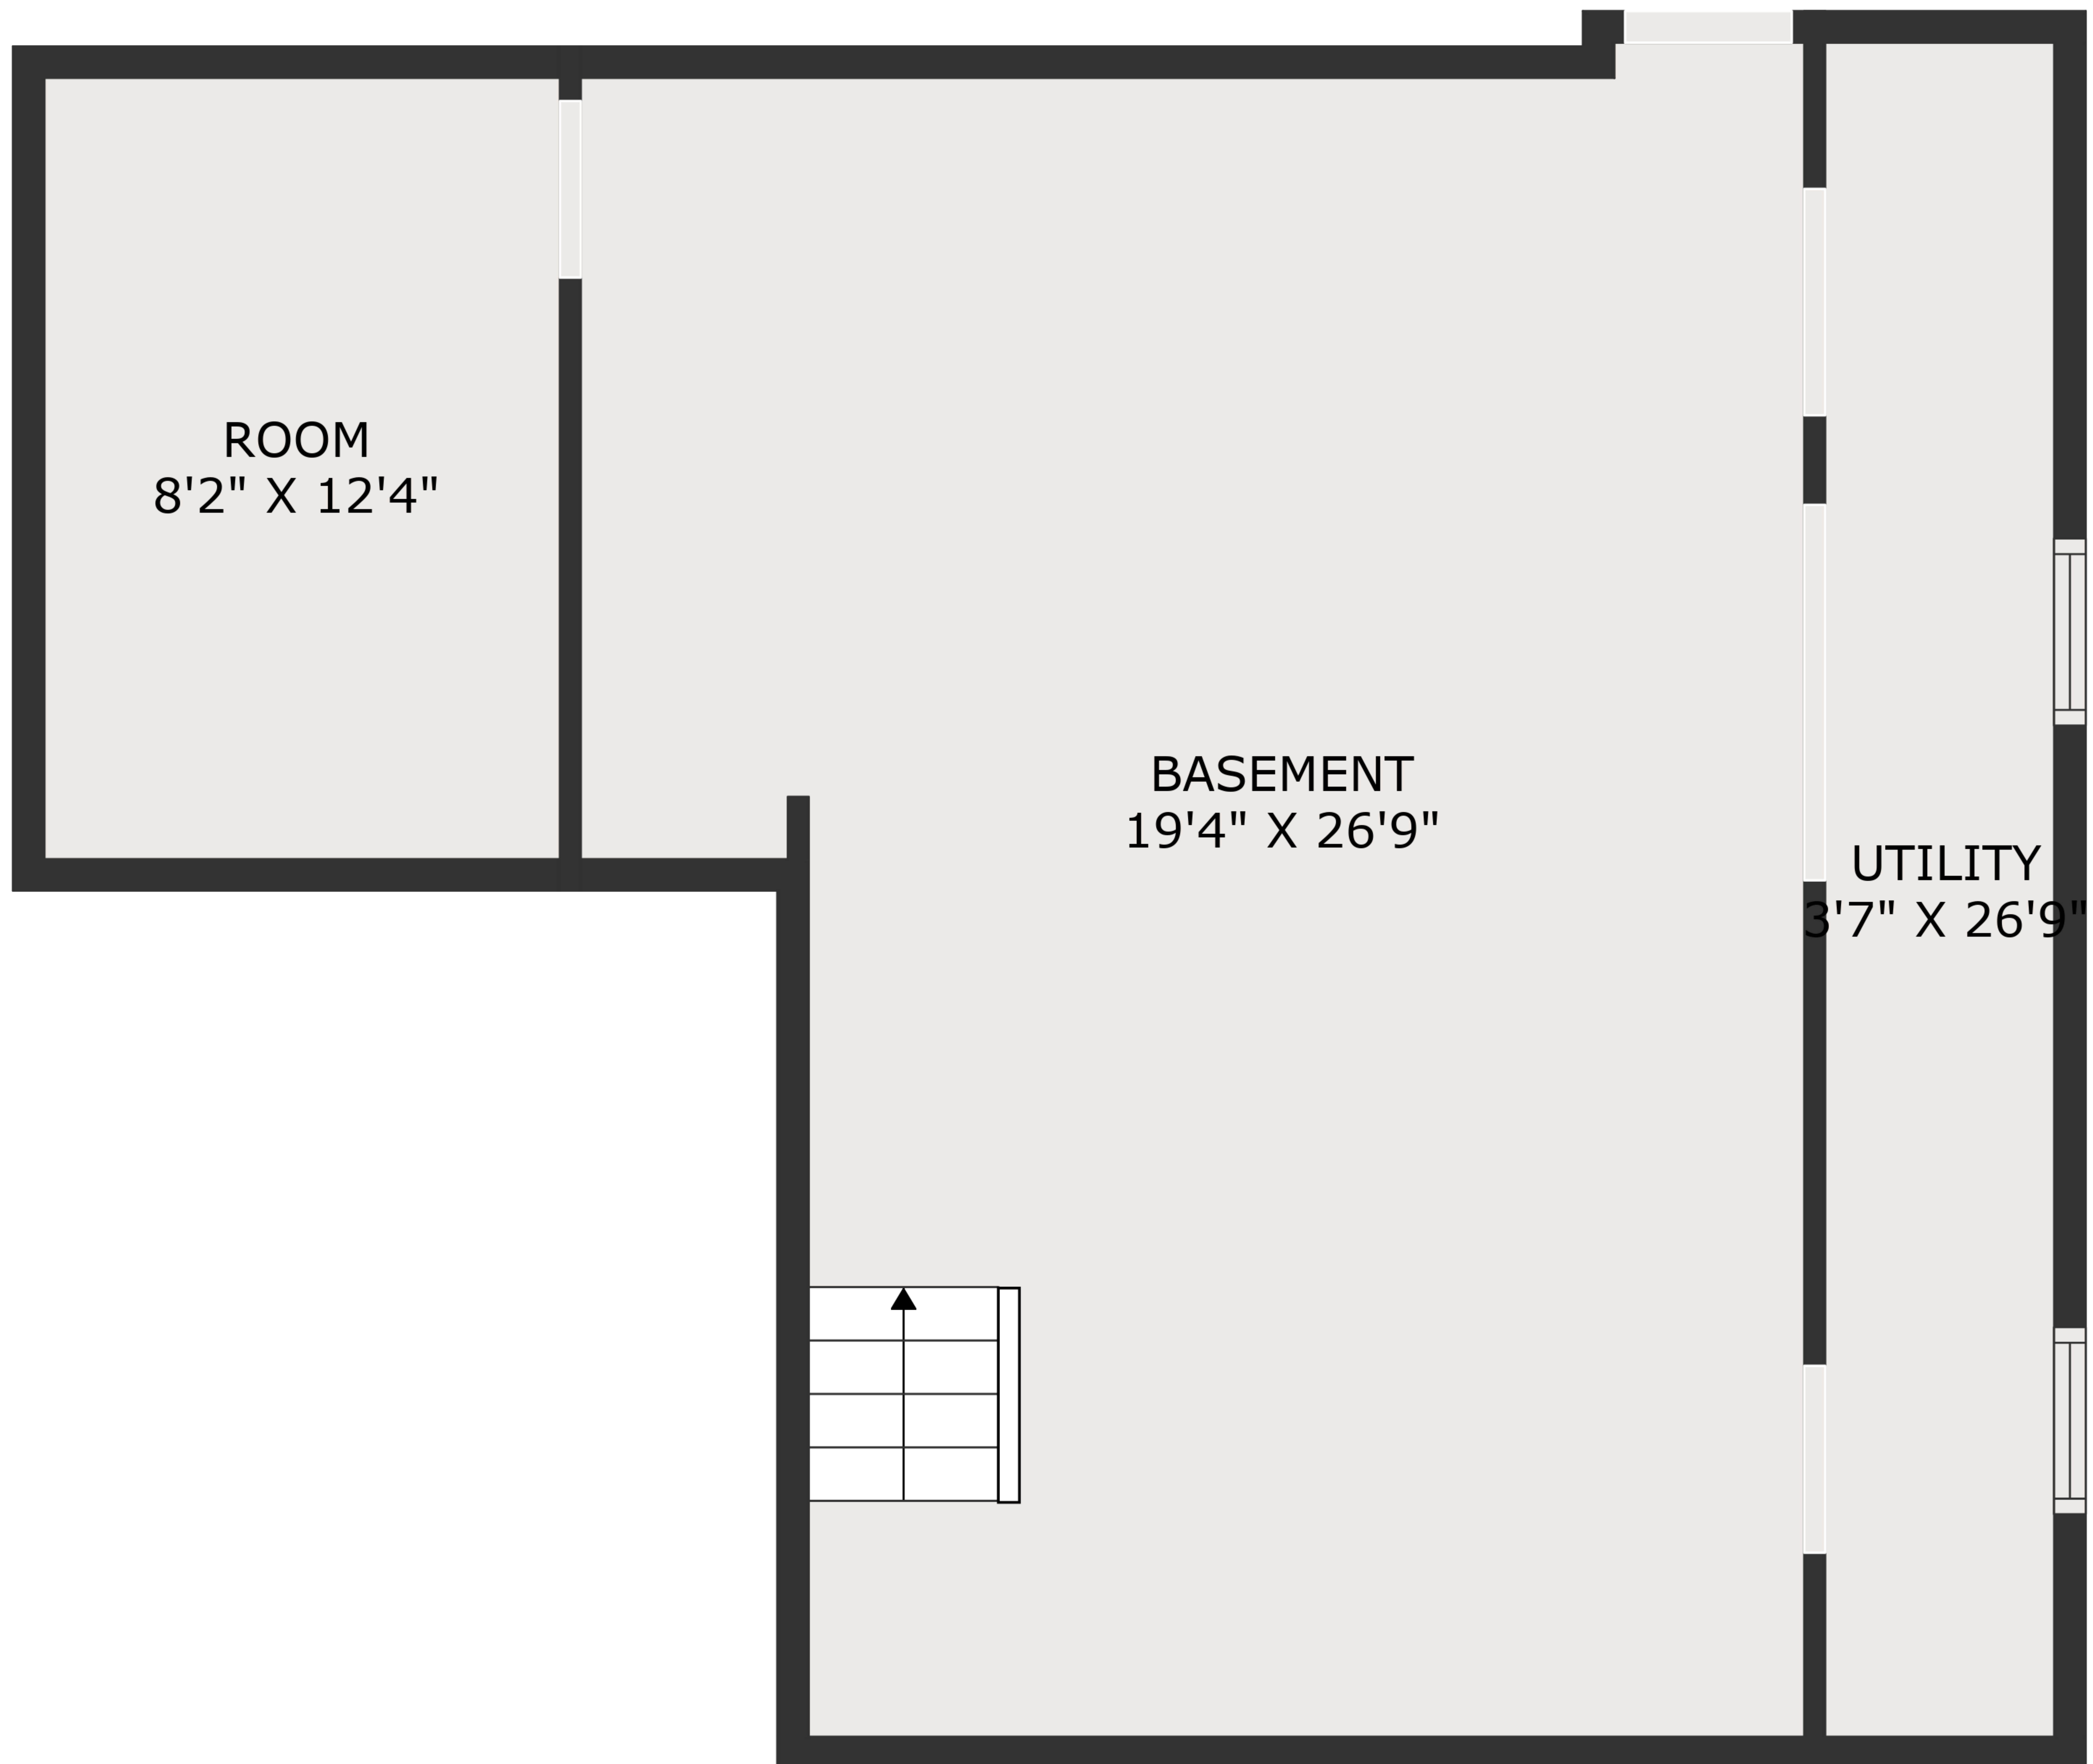 ROOM
8'2" X 12'4"
BASEMENT
19'4" X 26'9"
UTILITY
3'7" X 26'9"